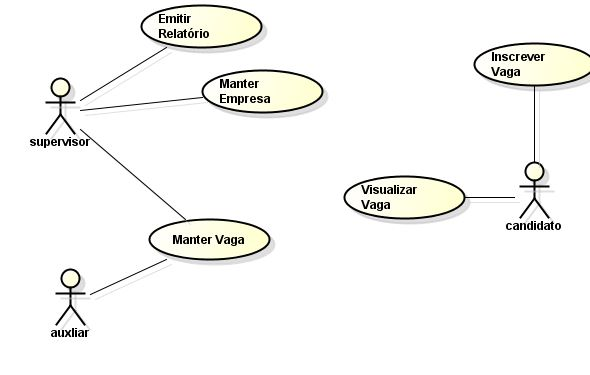 Emitir
Relatório
Manter
Empresa
supervisor
Manter Vaga
auxliar
Inscrever
Vaga
Visualizar
Vaga
candidato